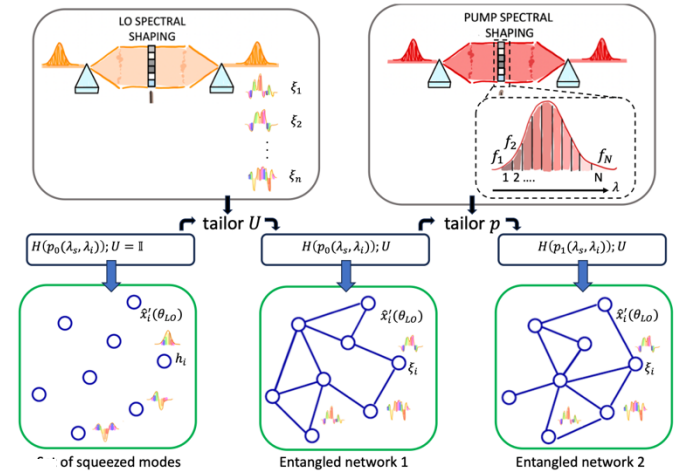 LO SPECTRAL
SHAPING
ξ1
ξ2
⋮
ξn
PUMP SPECTRAL
SHAPING
f1
f2
fN
1 2 .... N
λ
tailor U
tailor p
H(p0(λs, λi)); U = 𝕀
H(p0(λs, λi)); U
H(p1(λs, λi)); U
x̂′i(θLO)
hi
x̂′i(θLO)
ξi
x̂′i(θLO)
ξi
of squeezed modes
Entangled network 1
Entangled network 2